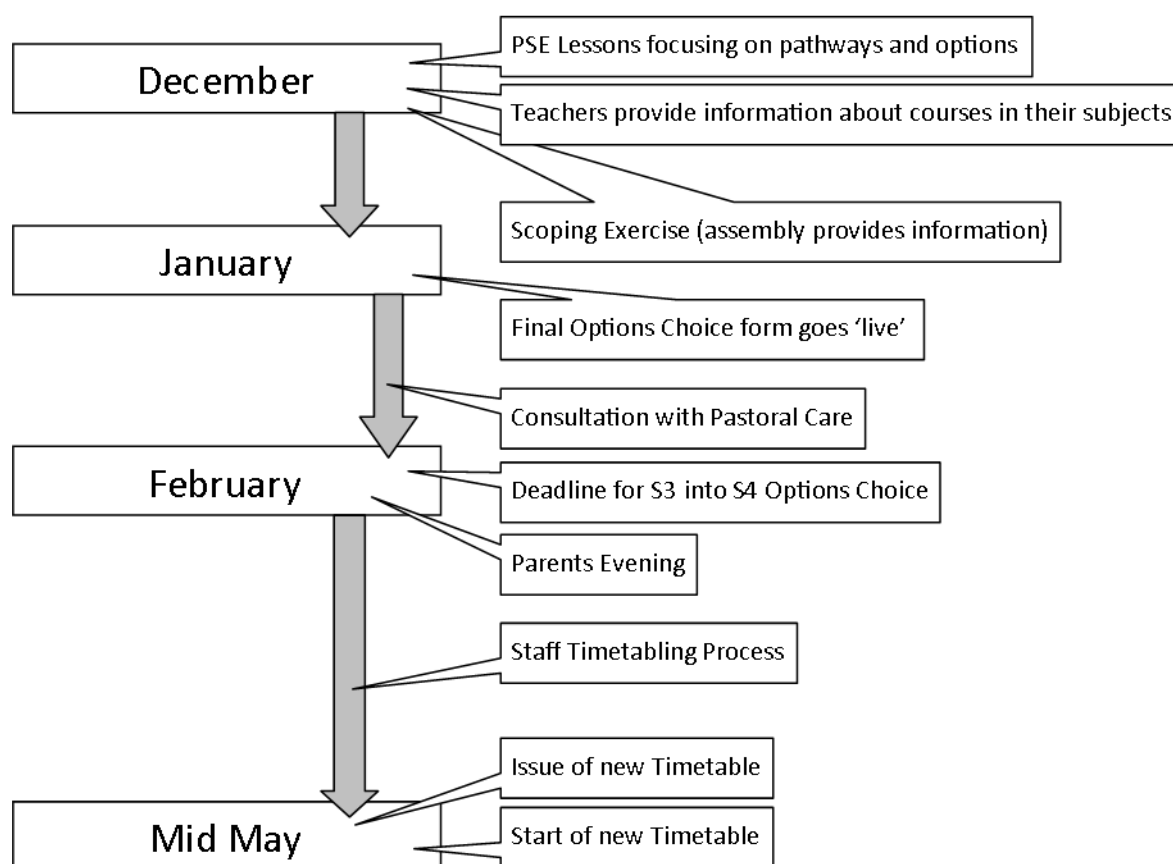 PSE Lessons focusing on pathways and options
December
Teachers provide information about courses in their subjects
Scoping Exercise (assembly provides information)
January
Final Options Choice form goes ‘live’
Consultation with Pastoral Care
February
Deadline for S3 into S4 Options Choice
Parents Evening
Staff Timetabling Process
Issue of new Timetable
Mid May
Start of new Timetable